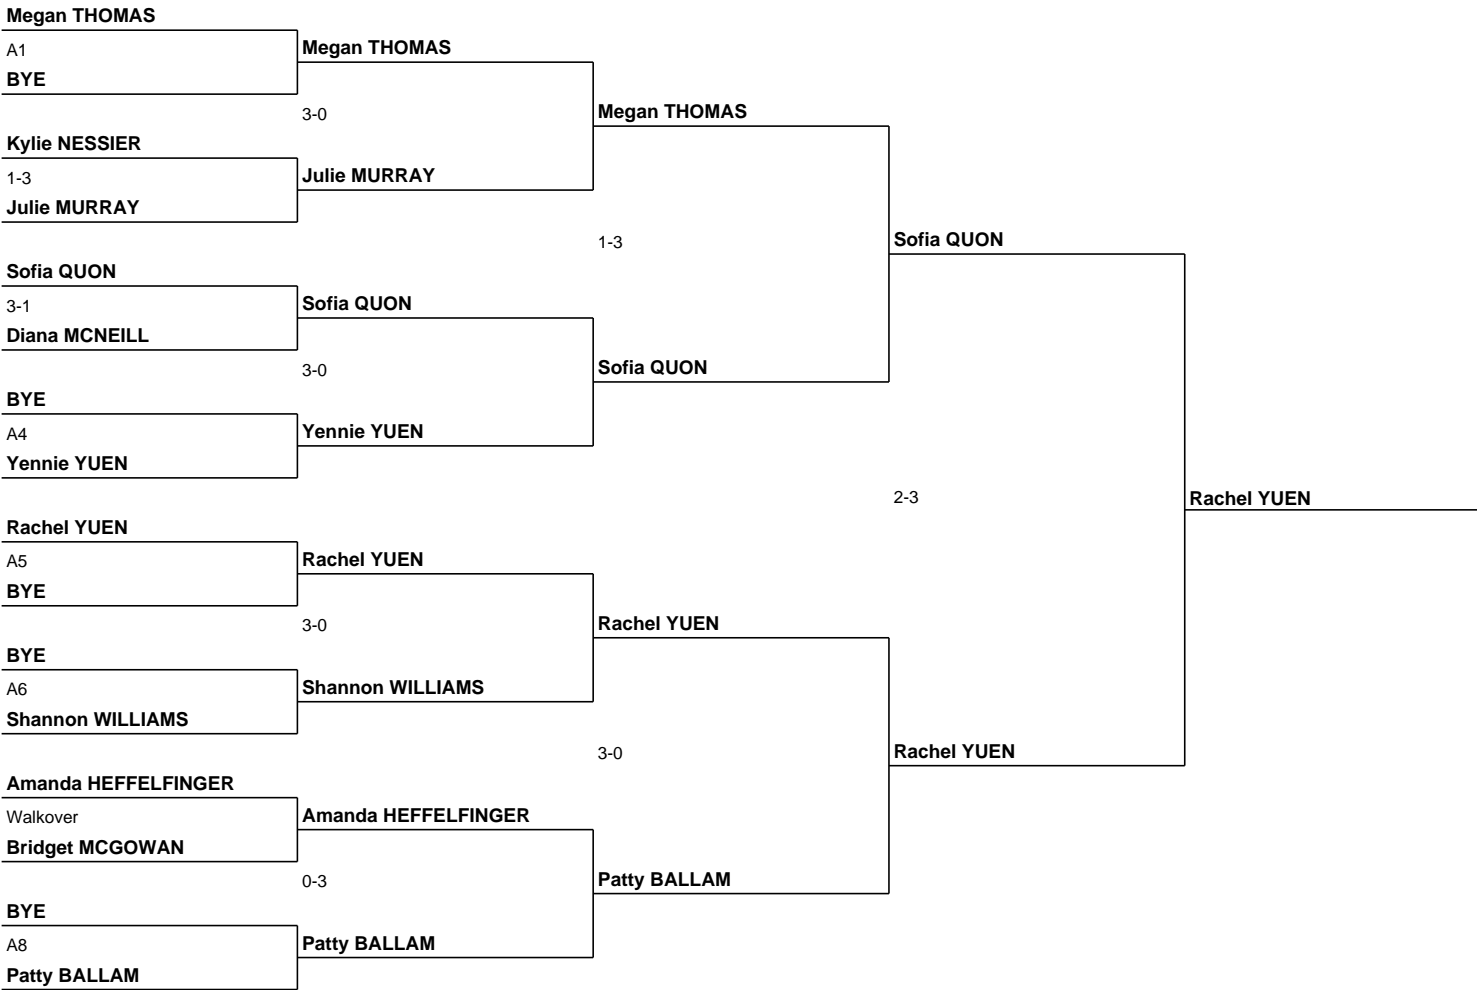 Megan THOMAS
A1
BYE
Kylie NESSIER
1-3
Julie MURRAY
Sofia QUON
3-1
Diana MCNEILL
BYE
A4
Yennie YUEN
Rachel YUEN
A5
BYE
BYE
A6
Shannon WILLIAMS
Amanda HEFFELFINGER
Walkover
Bridget MCGOWAN
BYE
A8
Patty BALLAM
Megan THOMAS
3-0
Julie MURRAY
Sofia QUON
3-0
Yennie YUEN
Rachel YUEN
3-0
Shannon WILLIAMS
Amanda HEFFELFINGER
0-3
Patty BALLAM
Megan THOMAS
1-3
Sofia QUON
Rachel YUEN
3-0
Patty BALLAM
Sofia QUON
2-3
Rachel YUEN
Rachel YUEN